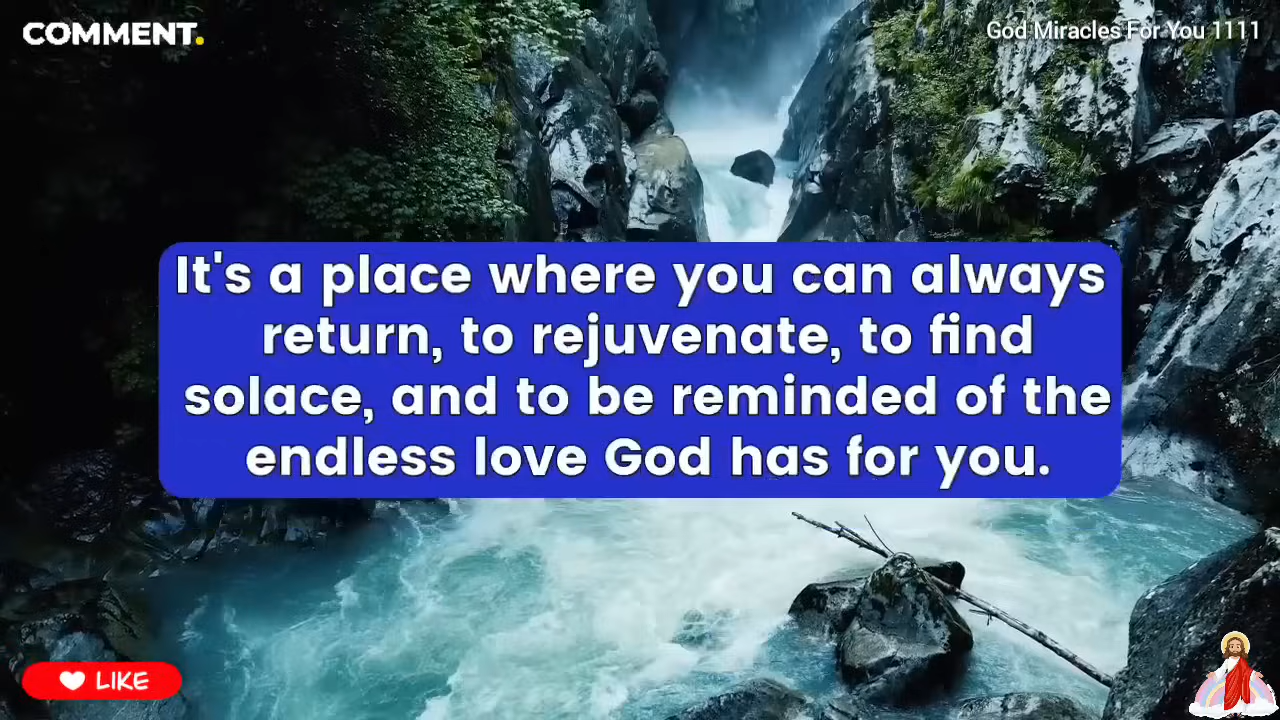 COMMENT.
God Miracles For You 1111
It's a place where you can always
return, to rejuvenate, to find
solace, and to be reminded of the
endless love God has for you.
LIKE